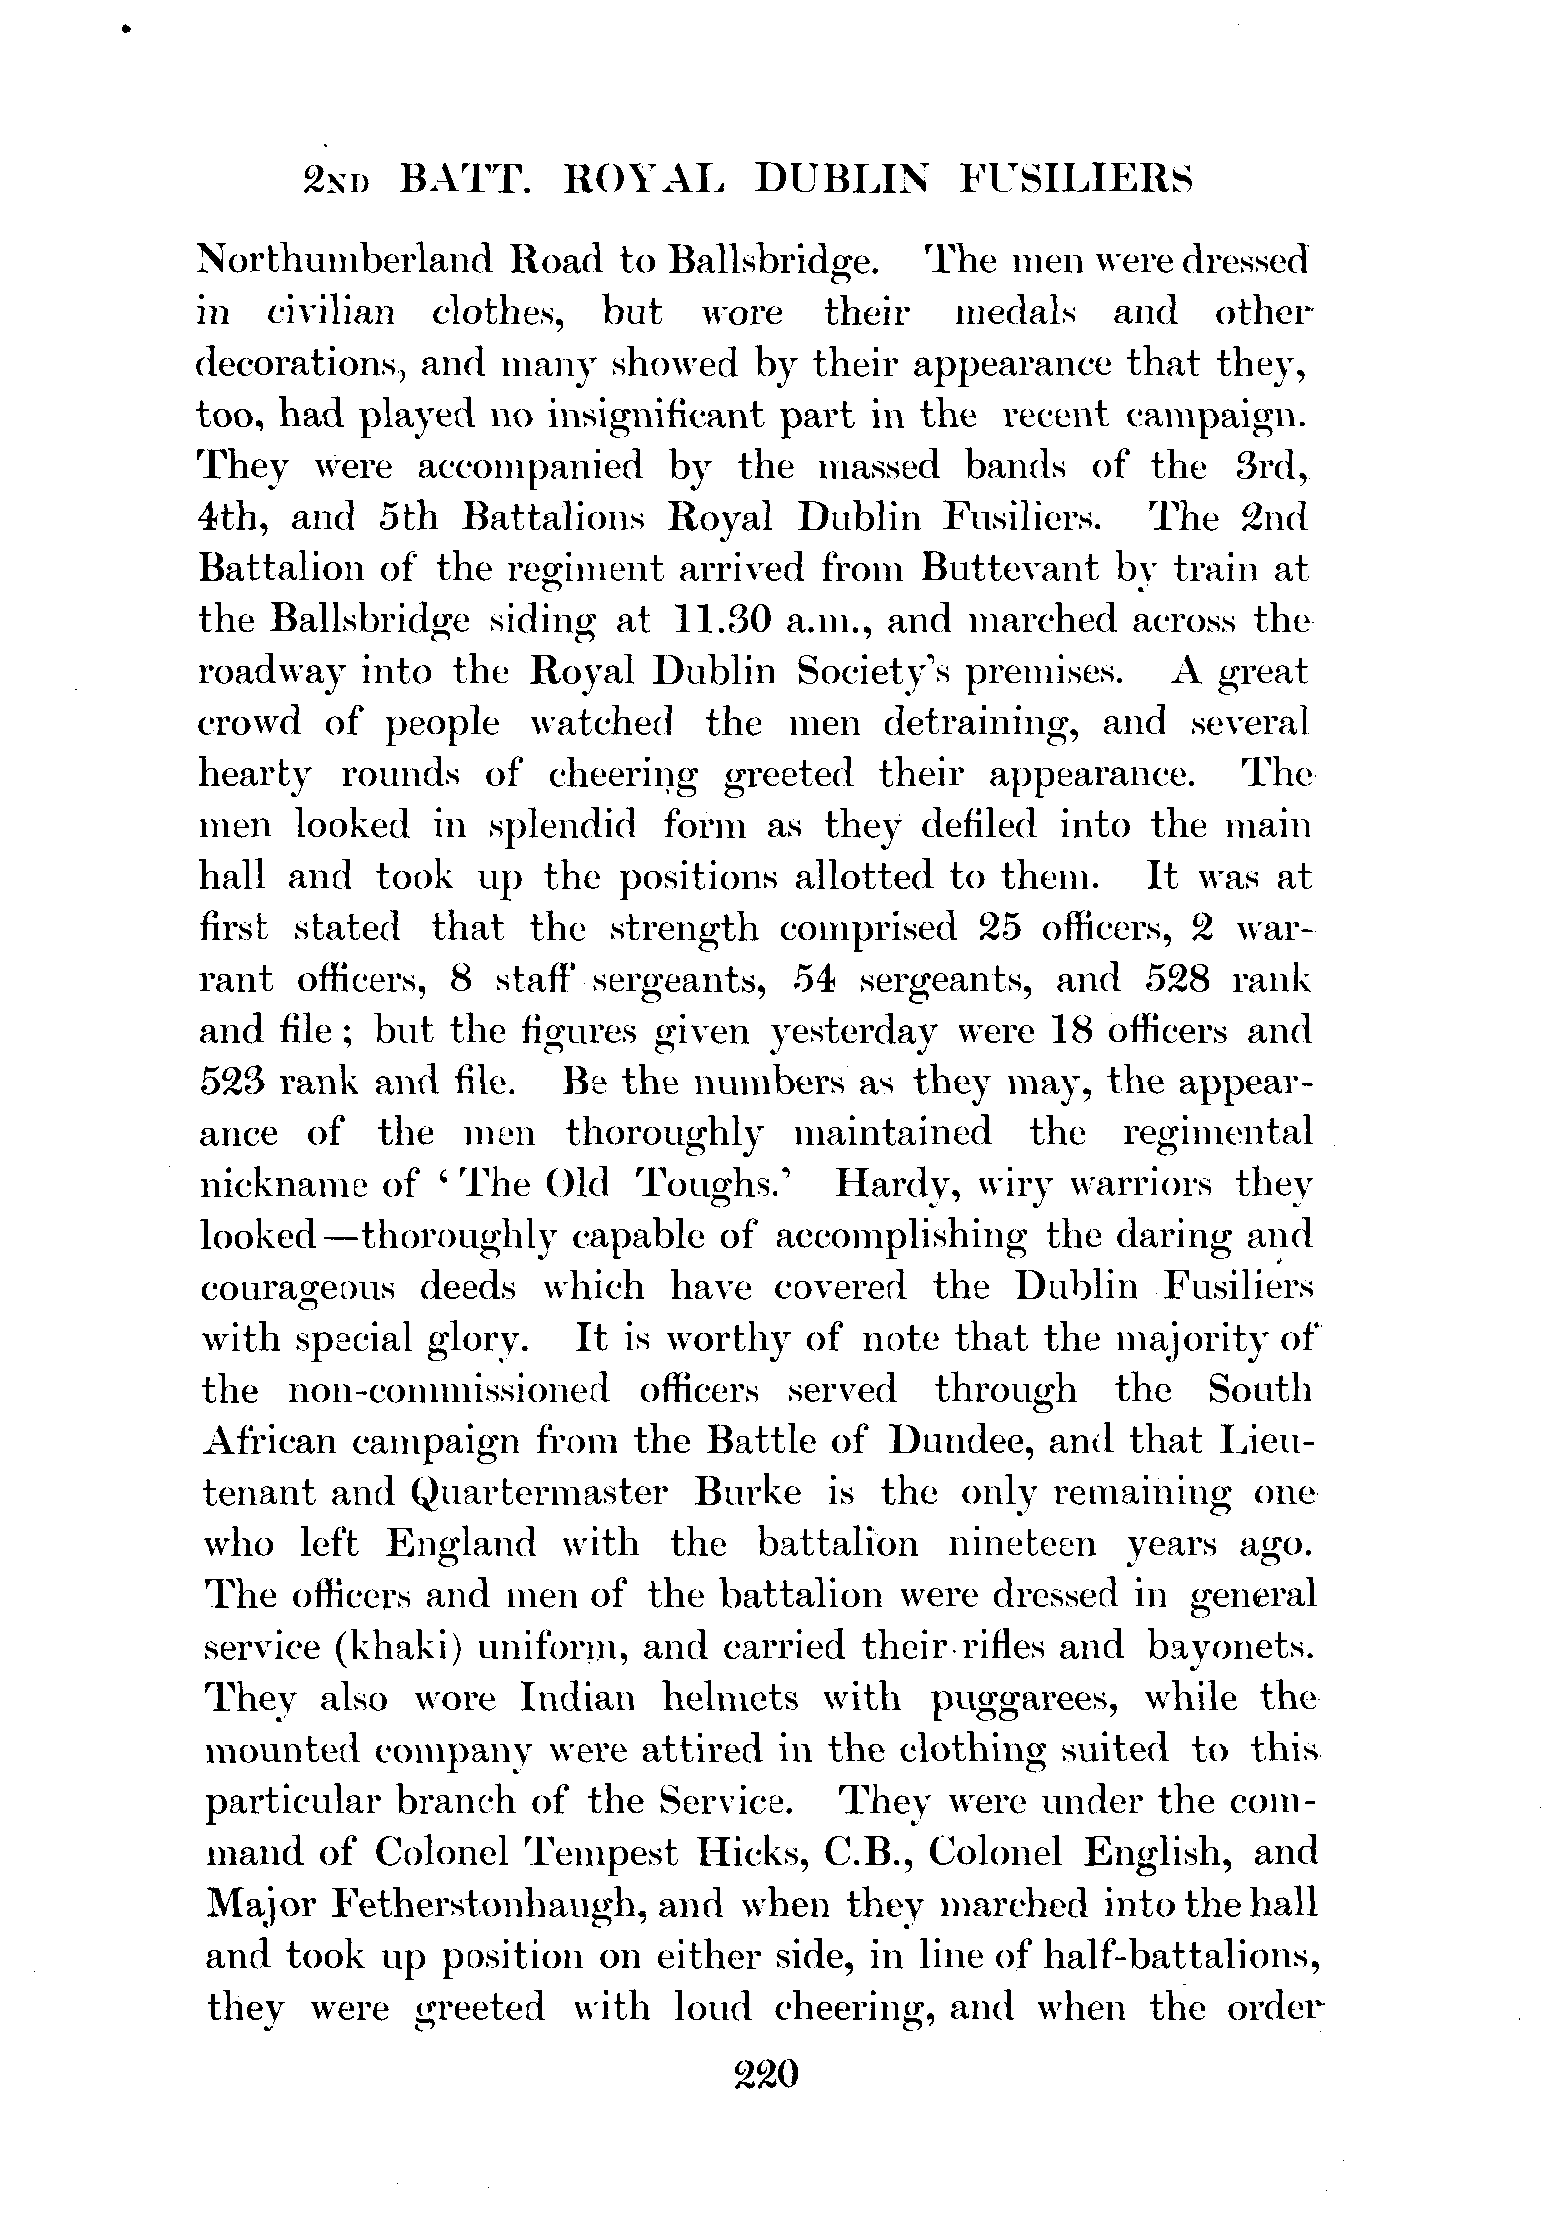 2ND BATT. ROYAL DUBLIN FUSILIERS
Northumberland Road to Ballsbridge. The men were dressed
in civilian clothes, but wore their medals and other
decorations, and many showed by their appearance that they,
too, had played no insignificant part in the recent campaign.
They were accompanied by the massed bands of the 3rd,
4th, and 5th Battalions Royal Dublin Fusiliers. The 2nd
Battalion of the regiment arrived from Buttevant by train at
the Ballsbridge siding at 11.30 a.m., and marched across the
roadway into the Royal Dublin Society's premises. A great
crowd of people watched the men detraining, and several
hearty rounds of cheering greeted their appearance. The
men looked in splendid form as they defiled into the main
hall and took up the positions allotted to them. It was at
first stated that the strength comprised 25 officers, 2 war-
rant officers, 8 staff sergeants, 54 sergeants, and 528 rank
and file; but the figures given yesterday were 18 officers and
523 rank and file. Be the numbers as they may, the appear-
ance of the men thoroughly maintained the regimental
nickname of 'The Old Toughs.' Hardy, wiry warriors they
looked—thoroughly capable of accomplishing the daring and
courageous deeds which have covered the Dublin Fusiliers
with special glory. It is worthy of note that the majority of
the non-commissioned officers served through the South
African campaign from the Battle of Dundee, and that Lieu-
tenant and Quartermaster Burke is the only remaining one
who left England with the battalion nineteen years ago.
The officers and men of the battalion were dressed in general
service (khaki) uniform, and carried their rifles and bayonets.
They also wore Indian helmets with puggarees, while the
mounted company were attired in the clothing suited to this
particular branch of the Service. They were under the com-
mand of Colonel Tempest Hicks, C.B., Colonel English, and
Major Fetherstonhaugh, and when they marched into the hall
and took up position on either side, in line of half-battalions,
they were greeted with loud cheering, and when the order
220